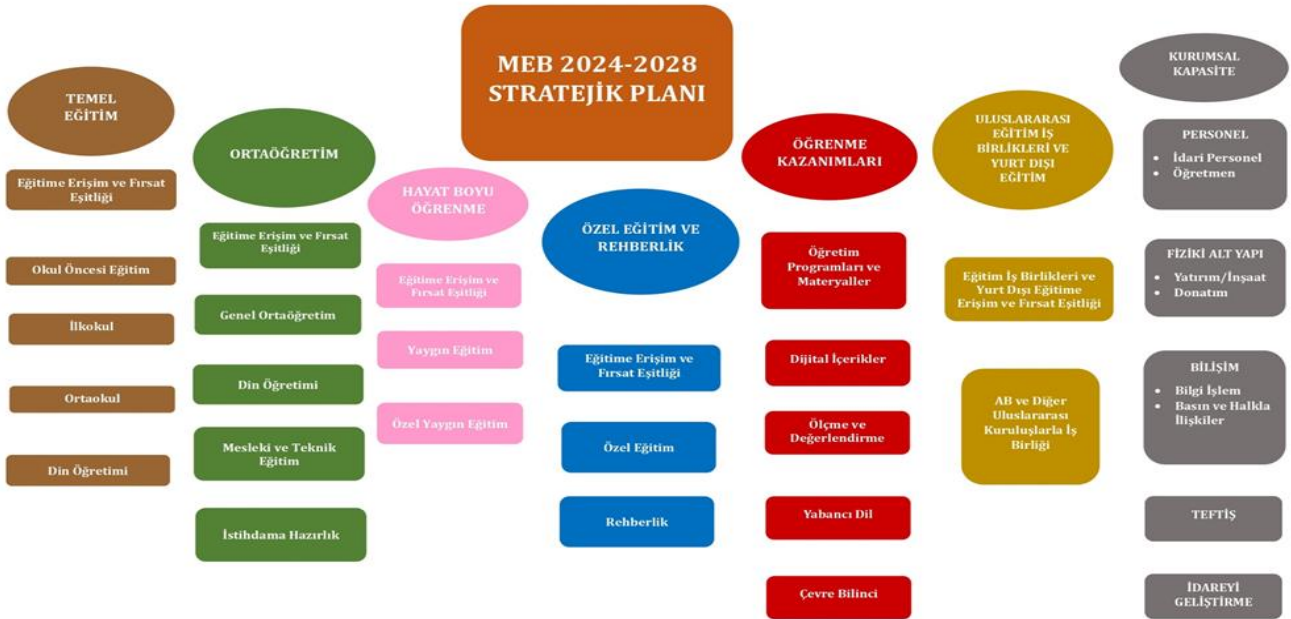 MEB 2024-2028
STRATEJİK PLANI
TEMEL
EĞİTİM
Eğitime Erişim ve Fırsat
Eşitliği
Okul Öncesi Eğitim
İlkokul
Ortaokul
Din Öğretimi
ORTAÖĞRETİM
Eğitime Erişim ve Fırsat
Eşitliği
Genel Ortaöğretim
Din Öğretimi
Mesleki ve Teknik
Eğitim
İstihdama Hazırlık
HAYAT BOYU
ÖĞRENME
Eğitime Erişim ve
Fırsat Eşitliği
Yaygın Eğitim
Özel Yaygın Eğitim
ÖZEL EĞİTİM VE
REHBERLİK
Eğitime Erişim ve
Fırsat Eşitliği
Özel Eğitim
Rehberlik
ÖĞRENME
KAZANIMLARI
Öğretim
Programları ve
Materyaller
Dijital İçerikler
Ölçme ve
Değerlendirme
Yabancı Dil
Çevre Bilinci
ULUSLARARASI
EĞİTİM İŞ
BİRLİKLERİ VE
YURT DIŞI
EĞİTİM
Eğitim İş Birlikleri ve
Yurt Dışı Eğitime
Erişim ve Fırsat Eşitliği
AB ve Diğer
Uluslararası
Kuruluşlarla İş
Birliği
KURUMSAL
KAPASİTE
PERSONEL
• İdari Personel
• Öğretmen
FİZİKİ ALT YAPI
• Yatırım/İnşaat
• Donatım
BİLİŞİM
• Bilgi İşlem
• Basın ve Halkla
İlişkiler
TEFTİŞ
İDAREYİ
GELİŞTİRME